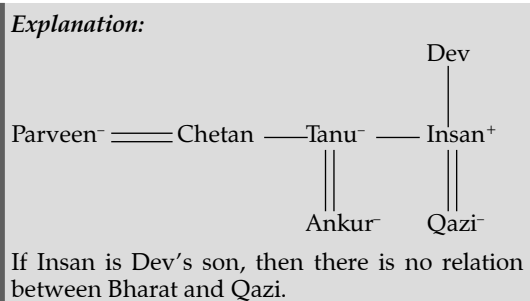 Explanation:
Dev
Parveen⁻ Chetan Tanu⁻ Insan⁺
Ankur⁻ Qazi⁻
If Insan is Dev's son, then there is no relation
between Bharat and Qazi.